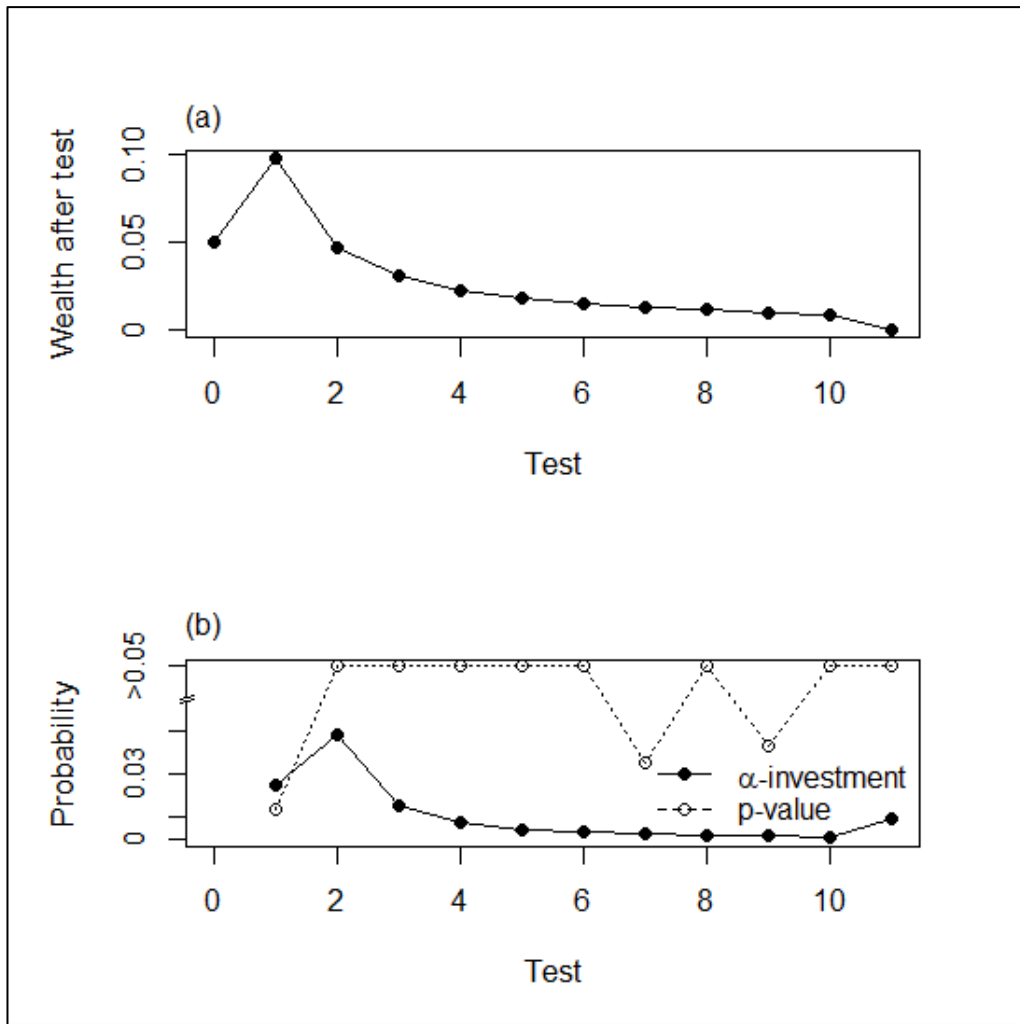 (a)
Wealth after test
0.10
0.05
0
0 2 4 6 8 10
Test
(b)
Probability
>0.05
0.03
0
α-investment
p-value
0 2 4 6 8 10
Test